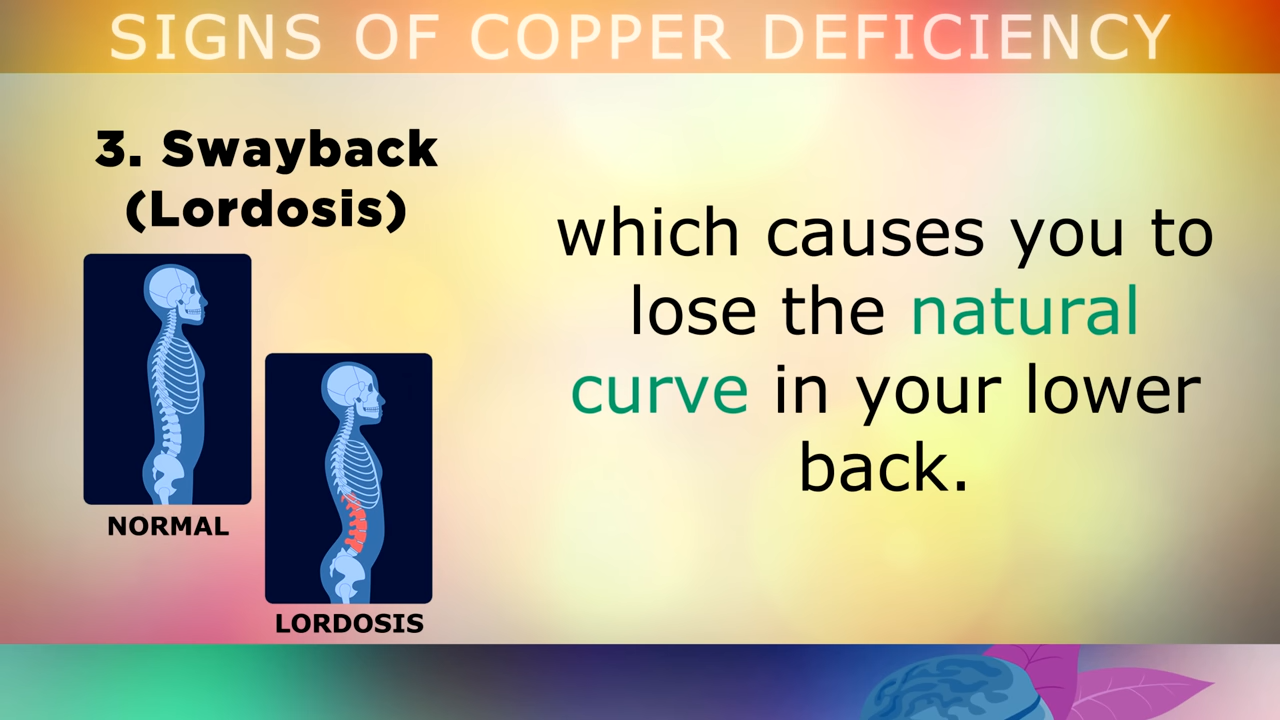 SIGNS OF COPPER DEFICIENCY
3. Swayback
(Lordosis)
which causes you to
lose the natural
curve in your lower
back.
NORMAL
LORDOSIS